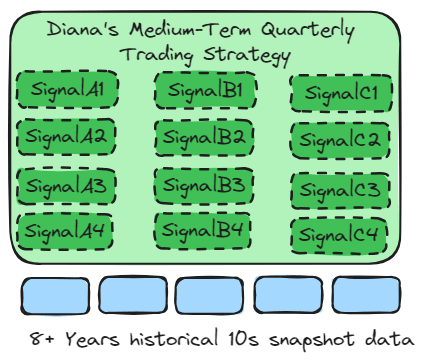 Diana's Medium-Term Quarterly
Trading Strategy
SignalA1 SignalB1 SignalC1
SignalA2 SignalB2 SignalC2
SignalA3 SignalB3 SignalC3
SignalA4 SignalB4 SignalC4
8+ Years historical 10s snapshot data